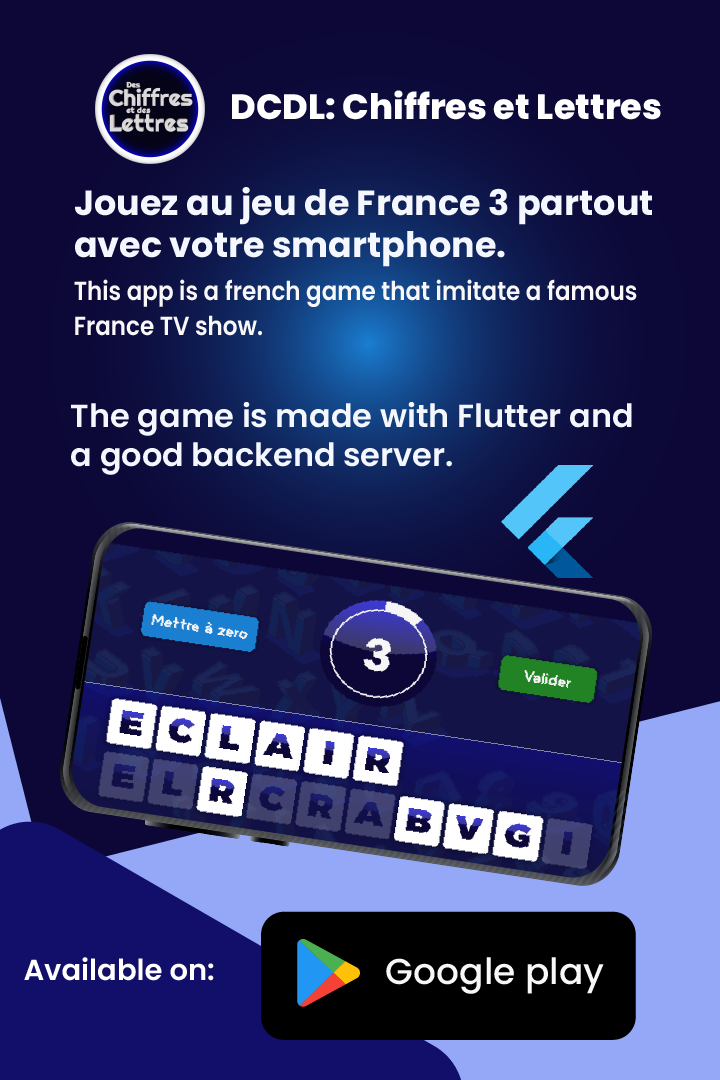 Des
Chiffres
et des
Lettres
DCDL: Chiffres et Lettres
Jouez au jeu de France 3 partout
avec votre smartphone.
This app is a french game that imitate a famous
France TV show.
The game is made with Flutter and
a good backend server.
Mettre à zero
3
Valider
E C L A I R
E L R C R A B V G I
Available on:
Google play